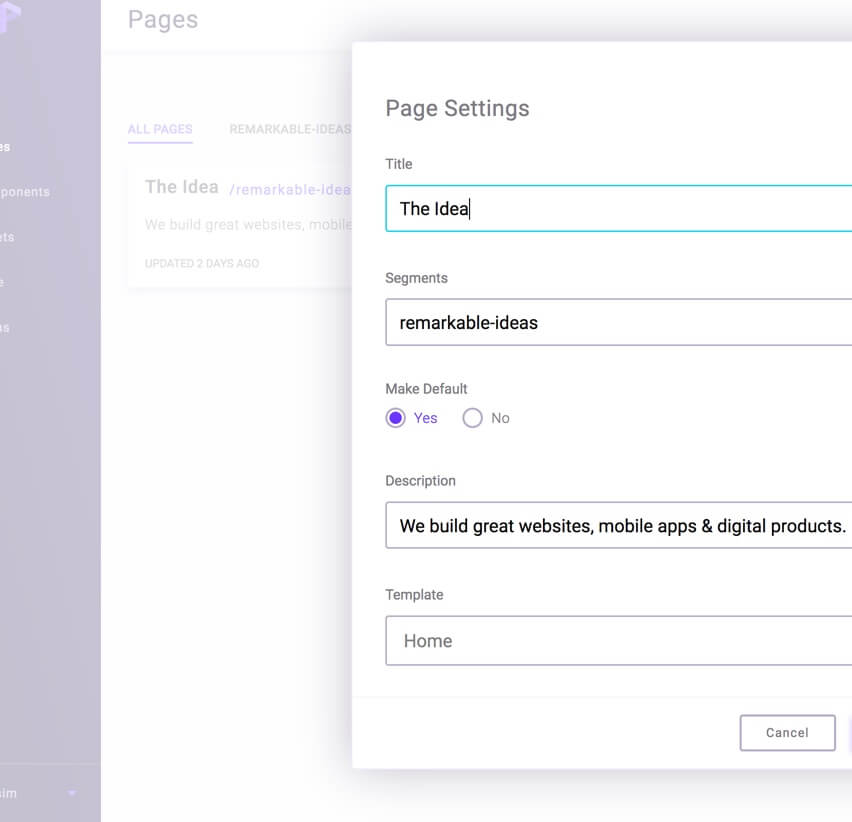 Pages
ALL PAGES
REMARKABLE-IDEAS
The Idea /remarkable-idea
We build great websites, mobile
UPDATED 2 DAYS AGO
es
ponents
ets
e
ns
sim
Page Settings
Title
The Idea
Segments
remarkable-ideas
Make Default
Yes
No
Description
We build great websites, mobile apps & digital products.
Template
Home
Cancel